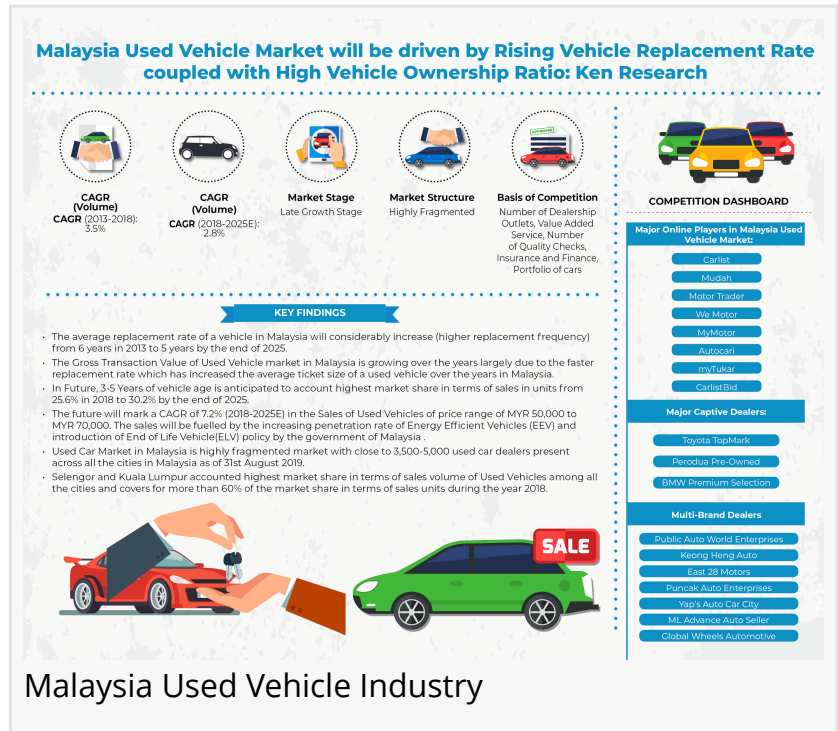 Malaysia Used Vehicle Market will be driven by Rising Vehicle Replacement Rate
coupled with High Vehicle Ownership Ratio: Ken Research
CAGR
(Volume)
CAGR (2013-2018):
3.5%
CAGR
(Volume)
CAGR (2018-2025E):
2.8%
Market Stage
Late Growth Stage
Market Structure
Highly Fragmented
APPROVED
Basis of Competition
Number of Dealership
Outlets, Value Added
Service, Number
of Quality Checks,
Insurance and Finance,
Portfolio of cars
KEY FINDINGS
· The average replacement rate of a vehicle in Malaysia will considerably increase (higher replacement frequency)
from 6 years in 2013 to 5 years by the end of 2025.
· The Gross Transaction Value of Used Vehicle market in Malaysia is growing over the years largely due to the faster
replacement rate which has increased the average ticket size of a used vehicle over the years in Malaysia.
· In Future, 3-5 Years of vehicle age is anticipated to account highest market share in terms of sales in units from
25.6% in 2018 to 30.2% by the end of 2025.
· The future will mark a CAGR of 7.2% (2018-2025E) in the Sales of Used Vehicles of price range of MYR 50,000 to
MYR 70,000. The sales will be fuelled by the increasing penetration rate of Energy Efficient Vehicles (EEV) and
introduction of End of Life Vehicle(ELV) policy by the government of Malaysia .
· Used Car Market in Malaysia is highly fragmented market with close to 3,500-5,000 used car dealers present
across all the cities in Malaysia as of 31st August 2019.
· Selengor and Kuala Lumpur accounted highest market share in terms of sales volume of Used Vehicles among all
the cities and covers for more than 60% of the market share in terms of sales units during the year 2018.
SALE
COMPETITION DASHBOARD
Major Online Players in Malaysia Used
Vehicle Market:
Carlist
Mudah
Motor Trader
We Motor
MyMotor
Autocari
myTukar
CarlistBid
Major Captive Dealers:
Toyota TopMark
Perodua Pre-Owned
BMW Premium Selection
Multi-Brand Dealers
Public Auto World Enterprises
Keong Heng Auto
East 28 Motors
Puncak Auto Enterprises
Yap's Auto Car City
ML Advance Auto Seller
Global Wheels Automotive
Malaysia Used Vehicle Industry